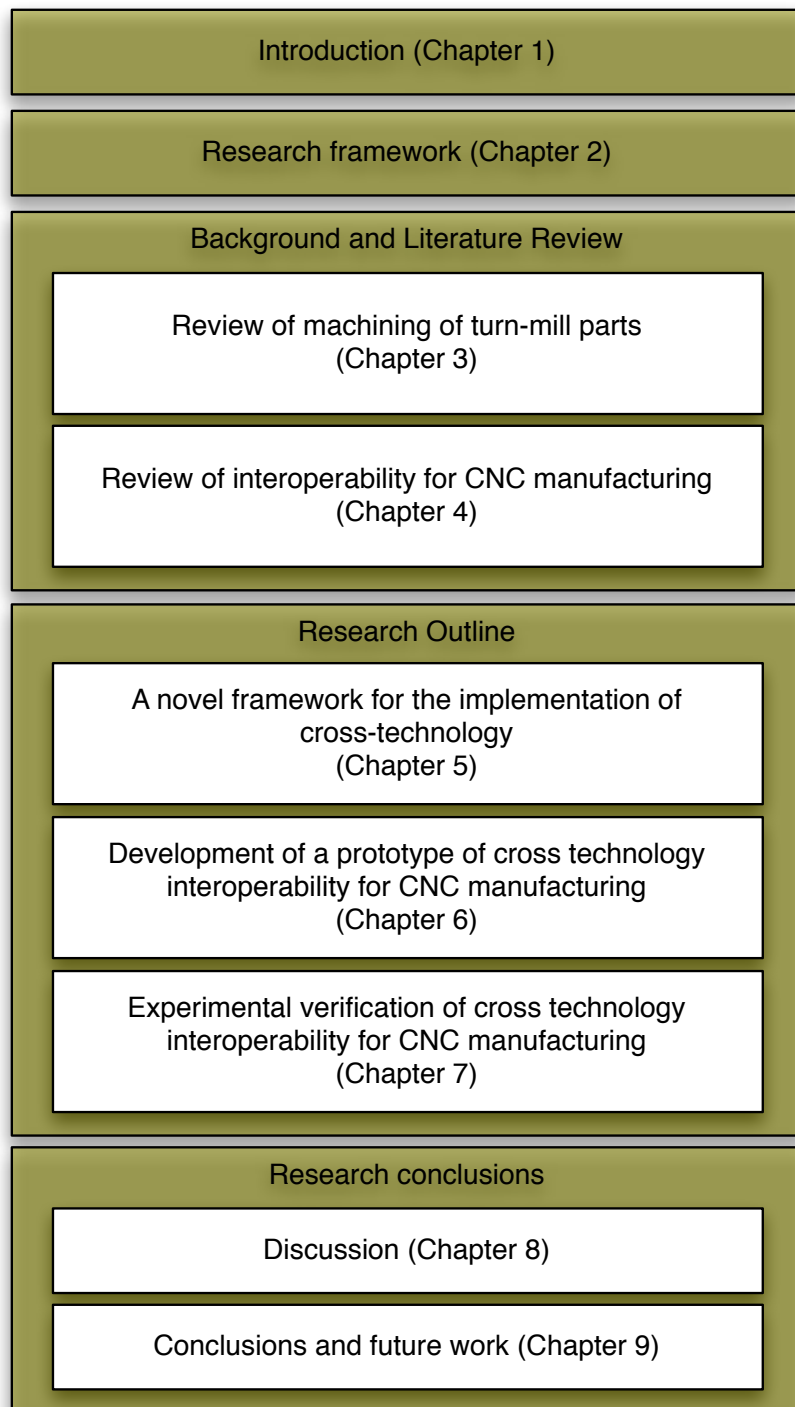 Introduction (Chapter 1)
Research framework (Chapter 2)
Background and Literature Review
Review of machining of turn-mill parts
(Chapter 3)
Review of interoperability for CNC manufacturing
(Chapter 4)
Research Outline
A novel framework for the implementation of
cross-technology
(Chapter 5)
Development of a prototype of cross technology
interoperability for CNC manufacturing
(Chapter 6)
Experimental verification of cross technology
interoperability for CNC manufacturing
(Chapter 7)
Research conclusions
Discussion (Chapter 8)
Conclusions and future work (Chapter 9)